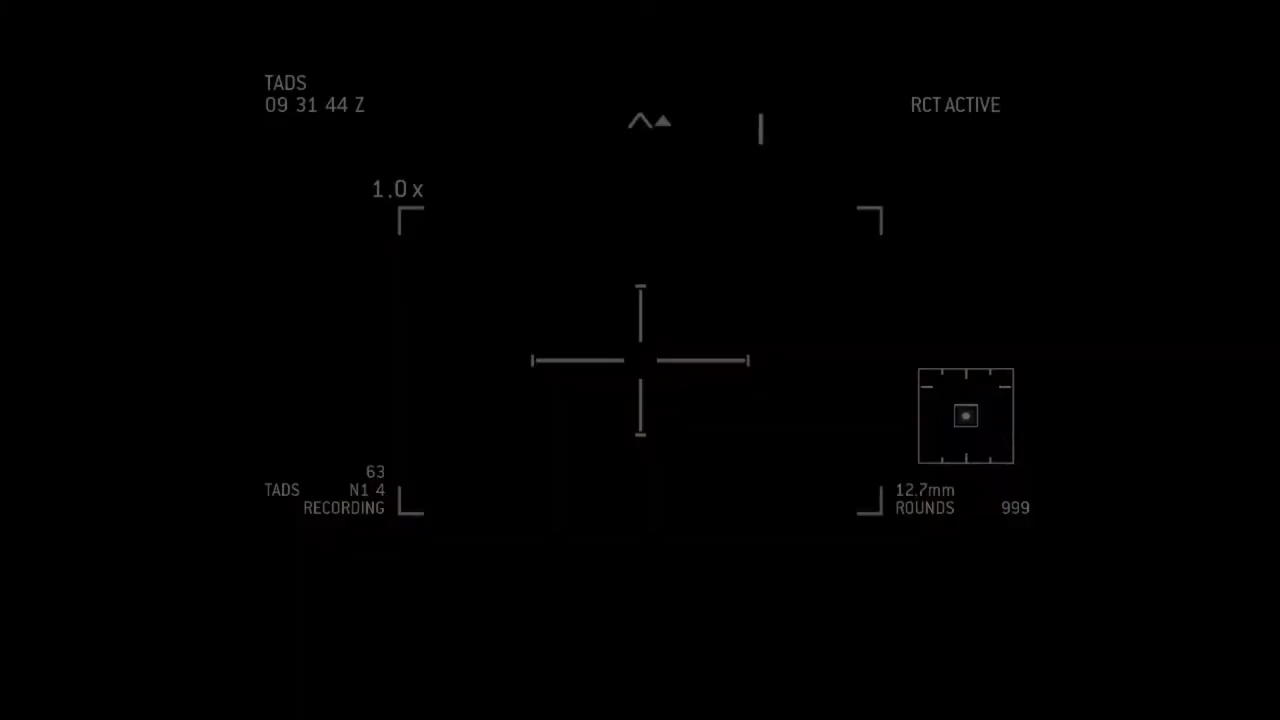 TADS
09 31 44 Z
RCT ACTIVE
1.0 x
63
TADS N1 4
RECORDING
12.7mm
ROUNDS 999